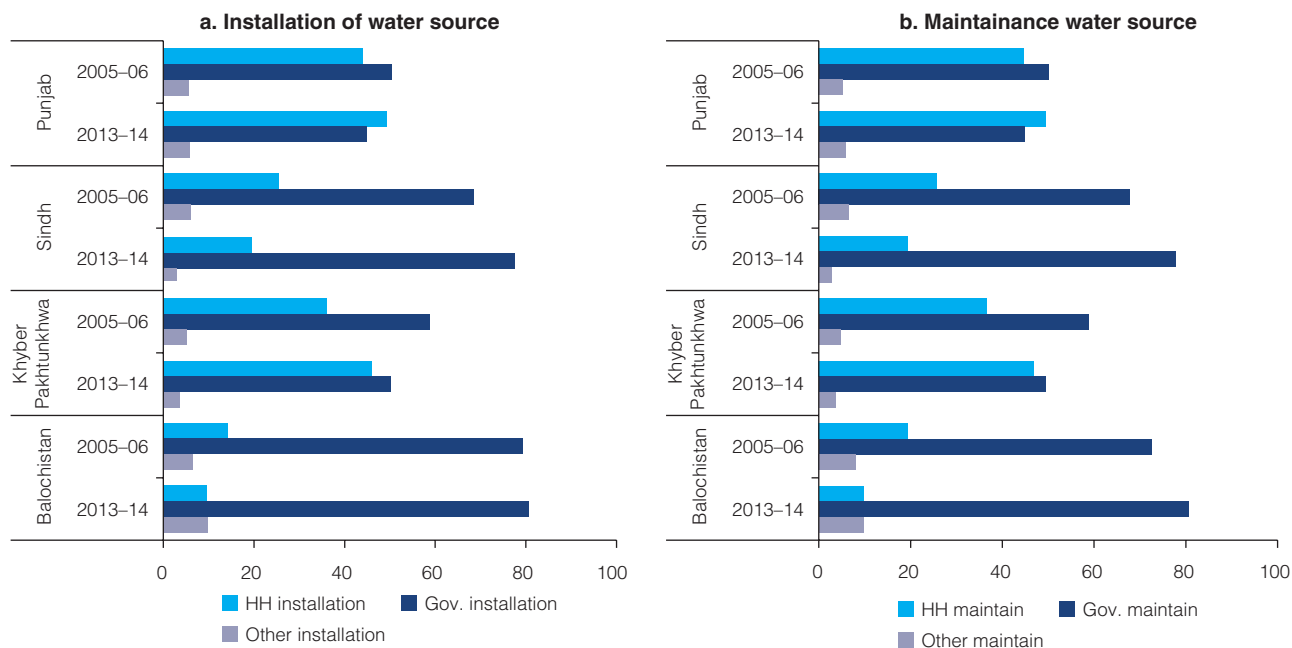 a. Installation of water source
Punjab
2005–06
2013–14
Sindh
2005–06
2013–14
Khyber
Pakhtunkhwa
2005–06
2013–14
Balochistan
2005–06
2013–14
0 20 40 60 80 100
HH installation Gov. installation
Other installation
b. Maintainance water source
Punjab
2005–06
2013–14
Sindh
2005–06
2013–14
Khyber
Pakhtunkhwa
2005–06
2013–14
Balochistan
2005–06
2013–14
0 20 40 60 80 100
HH maintain Gov. maintain
Other maintain